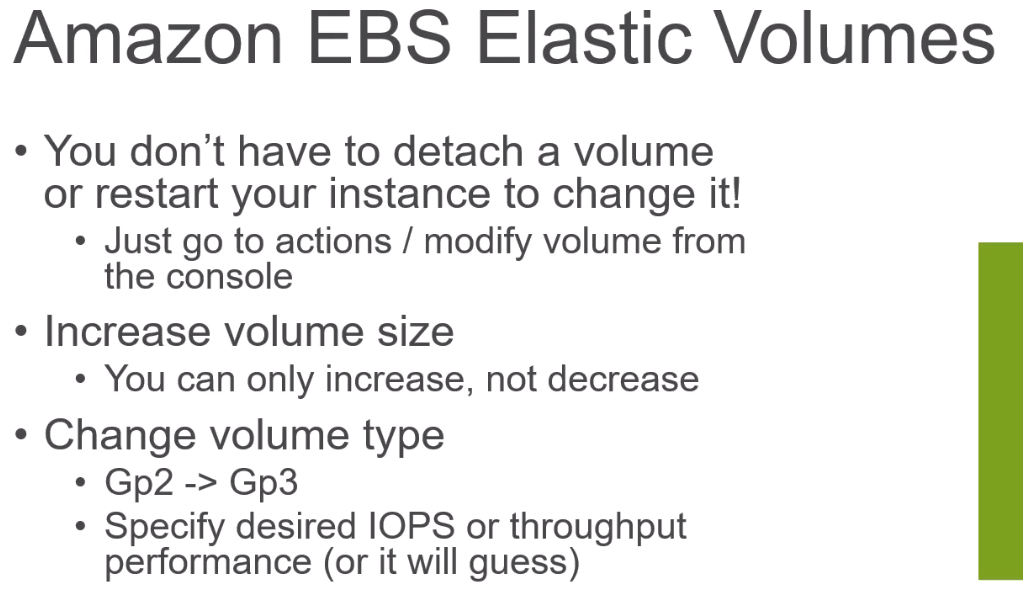 Amazon EBS Elastic Volumes
• You don’t have to detach a volume
or restart your instance to change it!
• Just go to actions / modify volume from
the console
• Increase volume size
• You can only increase, not decrease
• Change volume type
• Gp2 -> Gp3
• Specify desired IOPS or throughput
performance (or it will guess)